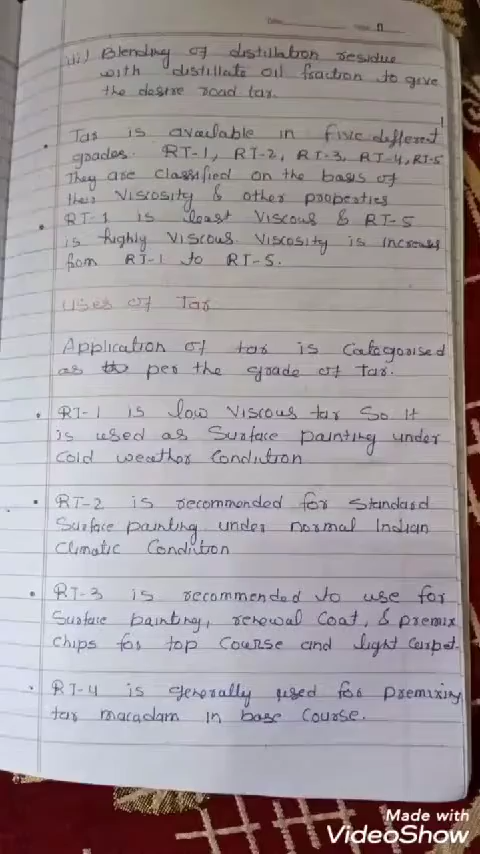 iii) Blending of distillation residue
with distillate oil fraction to give
the desire road tar.
Tar is available in five different
grades. RT-1, RT-2, RT-3, RT-4, RT-5
They are classified on the basis of
their viscosity & other properties
RT-1 is least viscous & RT-5
is highly viscous. Viscosity is increases
from RT-1 to RT-5.
Uses of Tar
Application of tar is categorised
as per the grade of tar.
RT-1 is low viscous tar so it
is used as surface painting under
cold weather condition
RT-2 is recommended for standard
surface painting under normal Indian
climatic condition
RT-3 is recommended to use for
surface painting, renewal coat, & premix
chips for top course and light carpet.
RT-4 is generally used for premixing
tar macadam in base course.
Made with
VideoShow